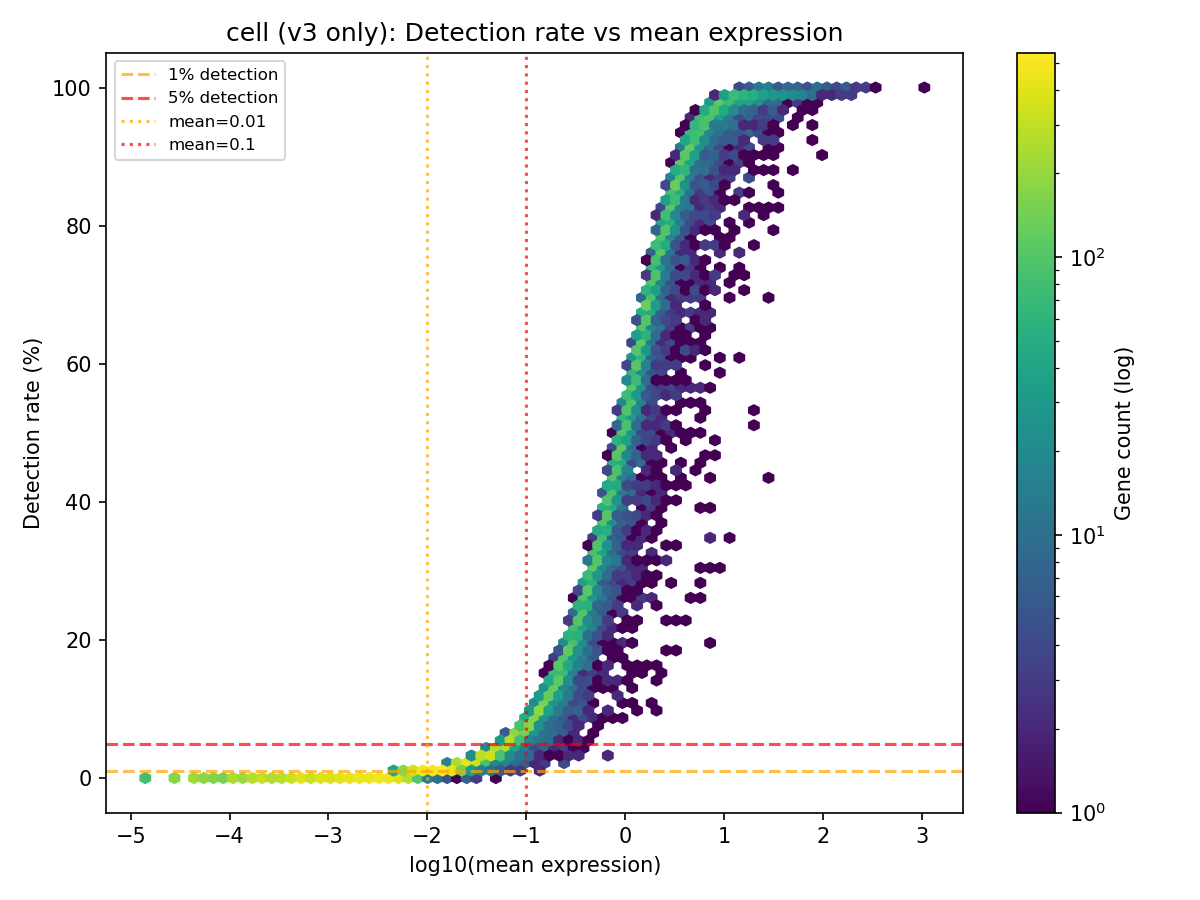 cell (v3 only): Detection rate vs mean expression
1% detection
5% detection
mean=0.01
mean=0.1
100
80
60
40
20
0
Detection rate (%)
−5
−4
−3
−2
−1
0
1
2
3
log10(mean expression)
10²
10¹
10⁰
Gene count (log)